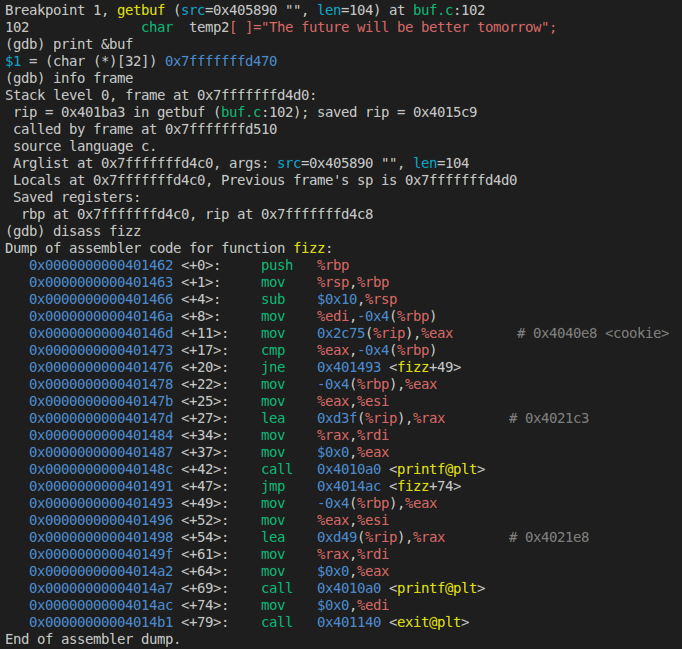 Breakpoint 1, getbuf (src=0x405890 "", len=104) at buf.c:102
102             char  temp2[ ]="The future will be better tomorrow";
(gdb) print &buf
$1 = (char (*)[32]) 0x7fffffffd470
(gdb) info frame
Stack level 0, frame at 0x7fffffffd4d0:
 rip = 0x401ba3 in getbuf (buf.c:102); saved rip = 0x4015c9
 called by frame at 0x7fffffffd510
 source language c.
 Arglist at 0x7fffffffd4c0, args: src=0x405890 "", len=104
 Locals at 0x7fffffffd4c0, Previous frame's sp is 0x7fffffffd4d0
 Saved registers:
  rbp at 0x7fffffffd4c0, rip at 0x7fffffffd4c8
(gdb) disass fizz
Dump of assembler code for function fizz:
   0x0000000000401462 <+0>:     push   %rbp
   0x0000000000401463 <+1>:     mov    %rsp,%rbp
   0x0000000000401466 <+4>:     sub    $0x10,%rsp
   0x000000000040146a <+8>:     mov    %edi,-0x4(%rbp)
   0x000000000040146d <+11>:    mov    0x2c75(%rip),%eax        # 0x4040e8 <cookie>
   0x0000000000401473 <+17>:    cmp    %eax,-0x4(%rbp)
   0x0000000000401476 <+20>:    jne    0x401493 <fizz+49>
   0x0000000000401478 <+22>:    mov    -0x4(%rbp),%eax
   0x000000000040147b <+25>:    mov    %eax,%esi
   0x000000000040147d <+27>:    lea    0xd3f(%rip),%rax        # 0x4021c3
   0x0000000000401484 <+34>:    mov    %rax,%rdi
   0x0000000000401487 <+37>:    mov    $0x0,%eax
   0x000000000040148c <+42>:    call   0x4010a0 <printf@plt>
   0x0000000000401491 <+47>:    jmp    0x4014ac <fizz+74>
   0x0000000000401493 <+49>:    mov    -0x4(%rbp),%eax
   0x0000000000401496 <+52>:    mov    %eax,%esi
   0x0000000000401498 <+54>:    lea    0xd49(%rip),%rax        # 0x4021e8
   0x000000000040149f <+61>:    mov    %rax,%rdi
   0x00000000004014a2 <+64>:    mov    $0x0,%eax
   0x00000000004014a7 <+69>:    call   0x4010a0 <printf@plt>
   0x00000000004014ac <+74>:    mov    $0x0,%edi
   0x00000000004014b1 <+79>:    call   0x401140 <exit@plt>
End of assembler dump.